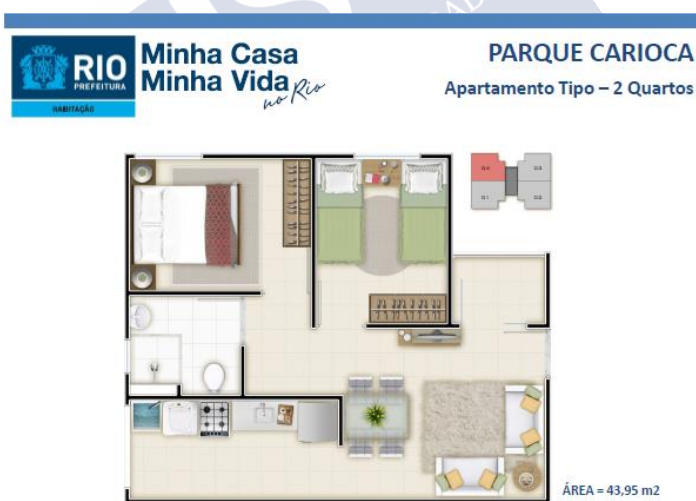 RIO
PREFEITURA
HABITAÇÃO
Minha Casa
Minha Vida
no Rio
PARQUE CARIOCA
Apartamento Tipo – 2 Quartos
ÁREA = 43,95 m2